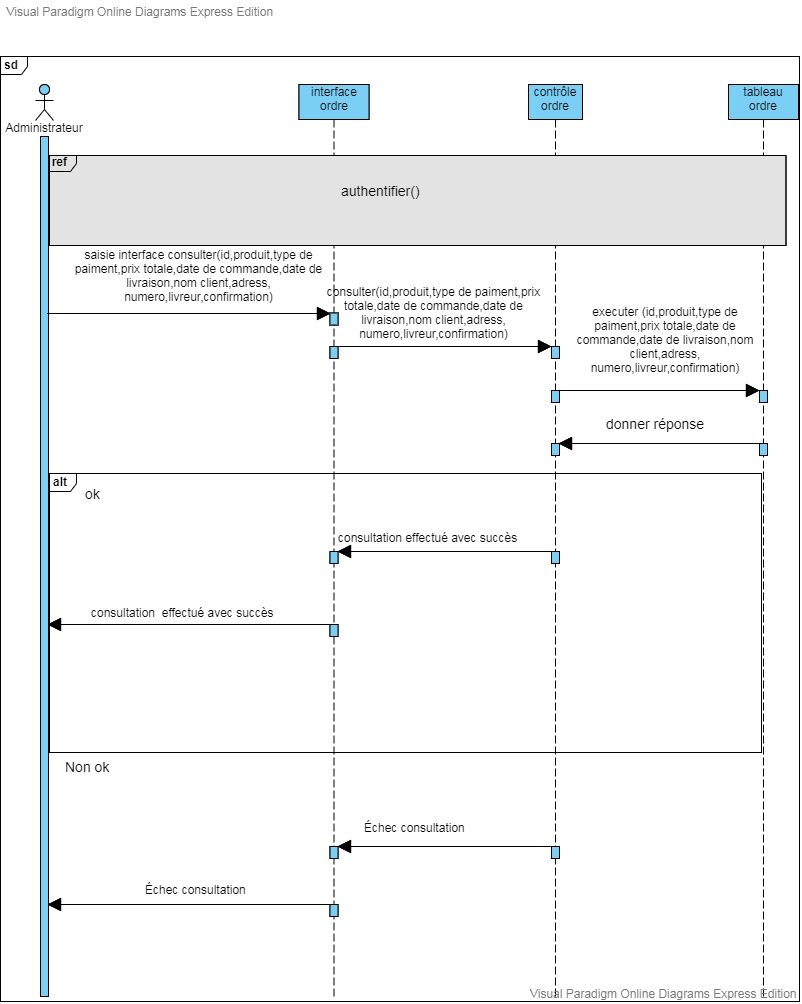 Visual Paradigm Online Diagrams Express Edition
sd
Administrateur
interface
ordre
contrôle
ordre
tableau
ordre
ref
authentifier()
saisie interface consulter(id,produit,type de
paiment,prix totale,date de commande,date de
livraison,nom client,adress,
numero,livreur,confirmation)
consulter(id,produit,type de paiment,prix
totale,date de commande,date de
livraison,nom client,adress,
numero,livreur,confirmation)
executer (id,produit,type de
paiment,prix totale,date de
commande,date de livraison,nom
client,adress,
numero,livreur,confirmation)
donner réponse
alt
ok
consultation effectué avec succès
consultation  effectué avec succès
Non ok
Échec consultation
Échec consultation
Visual Paradigm Online Diagrams Express Edition